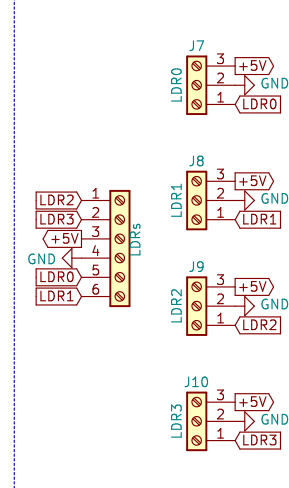 J7
LDR0
3 +5V
2 GND
1 LDR0
J8
LDR1
3 +5V
2 GND
1 LDR1
LDRs
LDR2 1
LDR3 2
+5V 3
GND 4
LDR0 5
LDR1 6
J9
LDR2
3 +5V
2 GND
1 LDR2
J10
LDR3
3 +5V
2 GND
1 LDR3